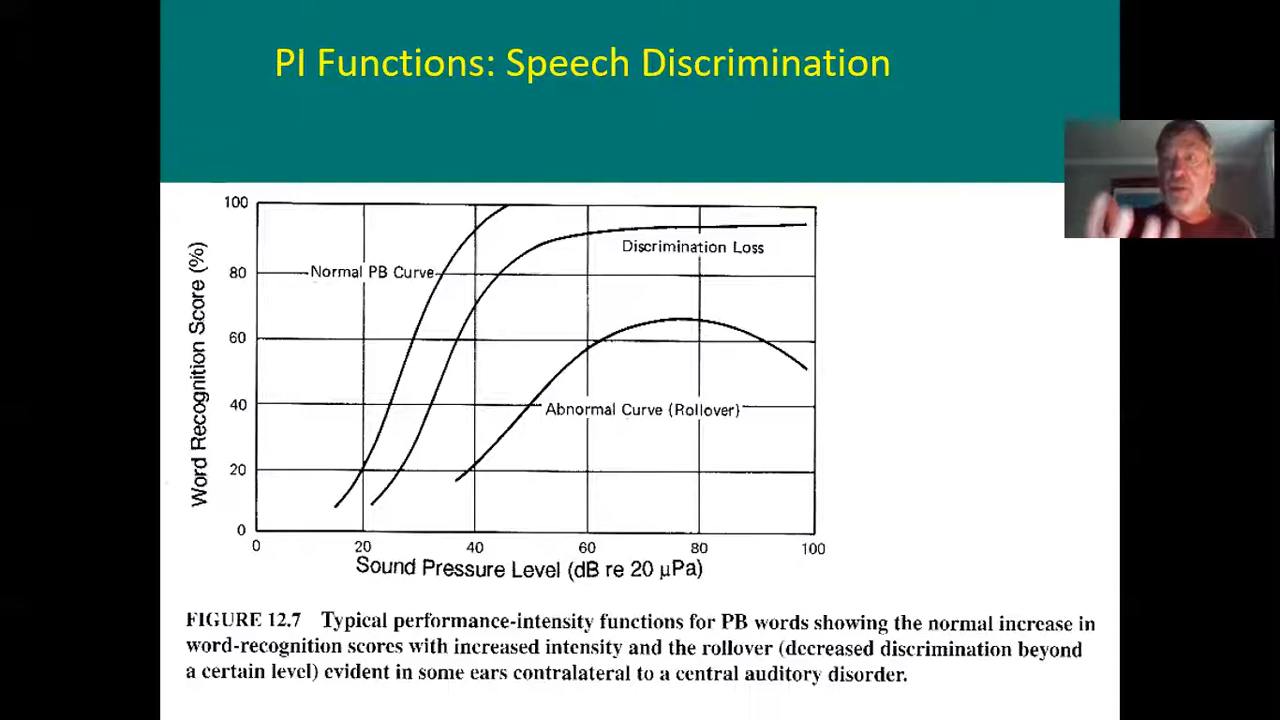 PI Functions: Speech Discrimination
100
80
60
40
20
0
Word Recognition Score (%)
Normal PB Curve
Discrimination Loss
Abnormal Curve (Rollover)
0 20 40 60 80 100
Sound Pressure Level (dB re 20 µPa)
FIGURE 12.7 Typical performance-intensity functions for PB words showing the normal increase in
word-recognition scores with increased intensity and the rollover (decreased discrimination beyond
a certain level) evident in some ears contralateral to a central auditory disorder.